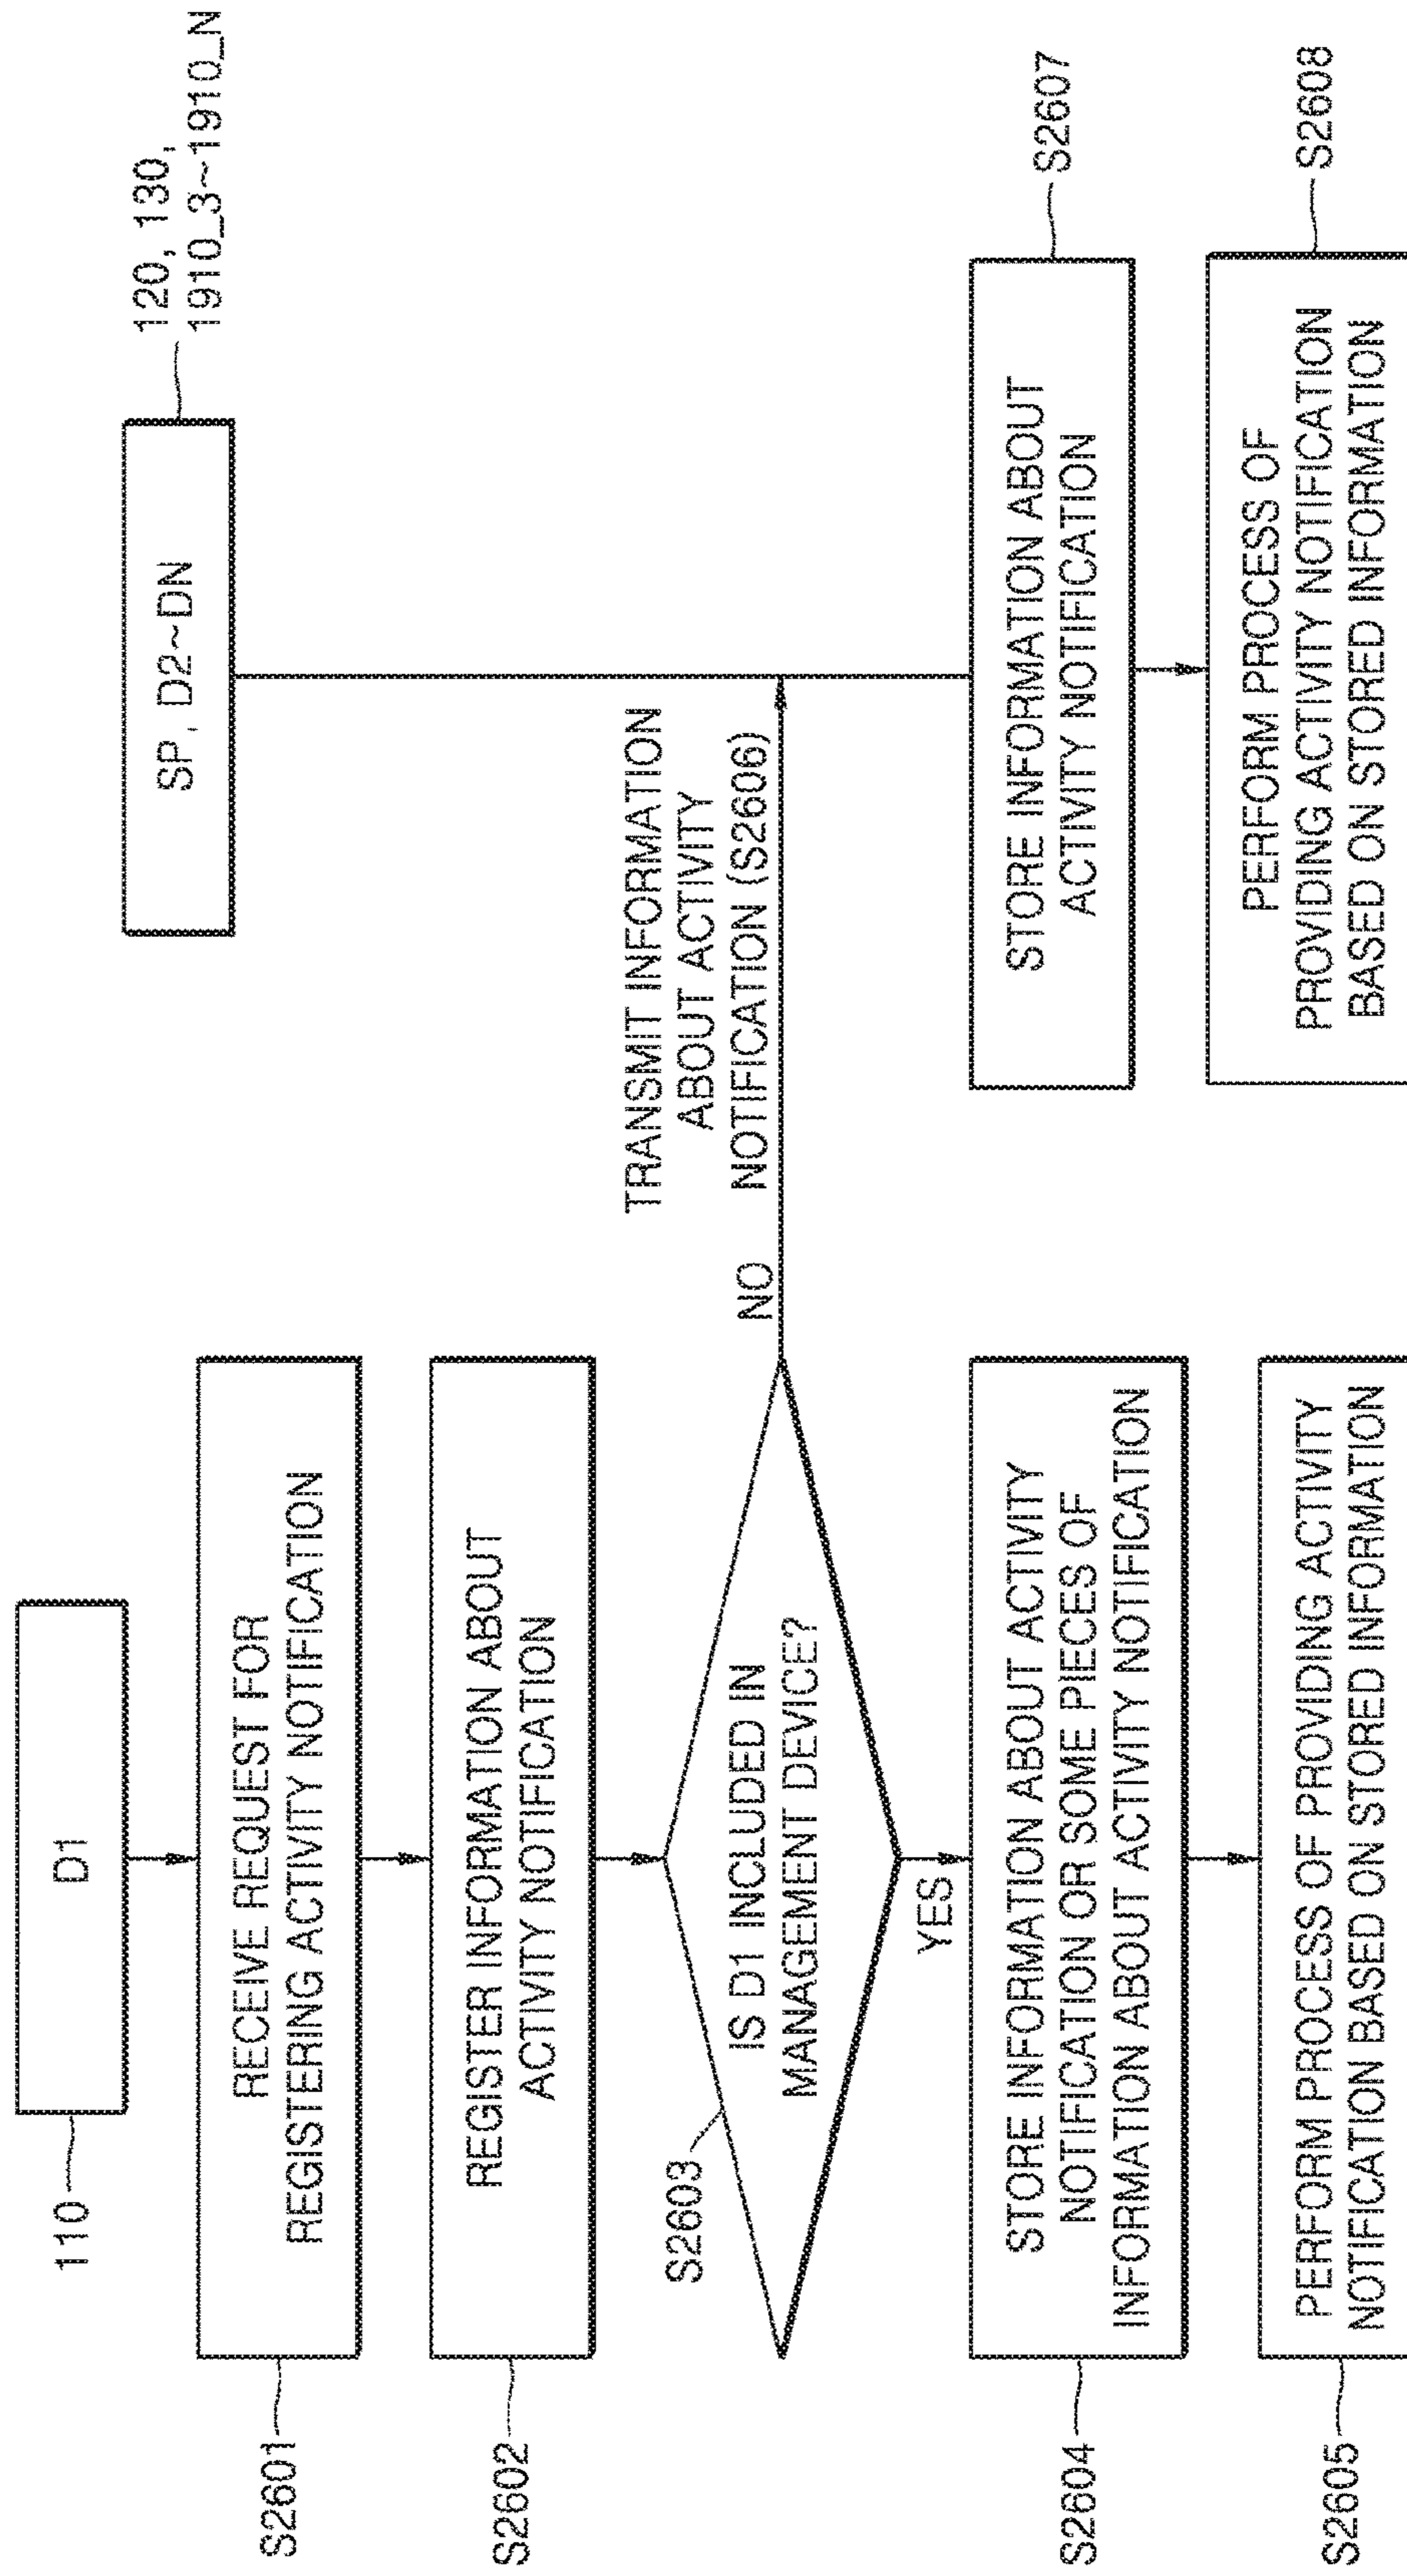 110
D1
120, 130,
1910_3~1910_N
SP, D2~DN
S2601
RECEIVE REQUEST FOR
REGISTERING ACTIVITY NOTIFICATION
S2602
REGISTER INFORMATION ABOUT
ACTIVITY NOTIFICATION
S2603
IS D1 INCLUDED IN
MANAGEMENT DEVICE?
NO
TRANSMIT INFORMATION
ABOUT ACTIVITY
NOTIFICATION (S2606)
YES
S2604
STORE INFORMATION ABOUT ACTIVITY
NOTIFICATION OR SOME PIECES OF
INFORMATION ABOUT ACTIVITY NOTIFICATION
STORE INFORMATION ABOUT
ACTIVITY NOTIFICATION
S2607
S2605
PERFORM PROCESS OF PROVIDING ACTIVITY
NOTIFICATION BASED ON STORED INFORMATION
PERFORM PROCESS OF
PROVIDING ACTIVITY NOTIFICATION
BASED ON STORED INFORMATION
S2608